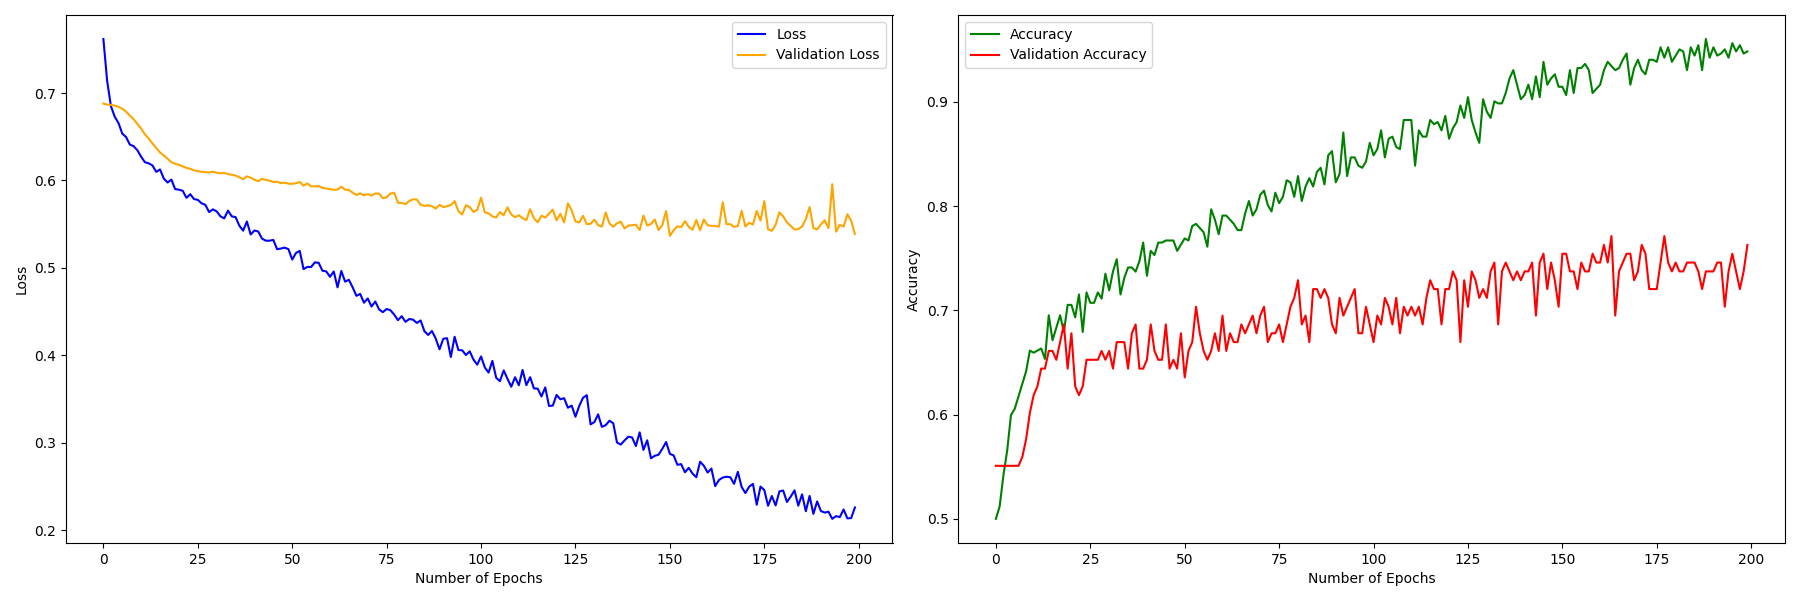 Loss
Validation Loss
0.7
0.6
0.5
0.4
0.3
0.2
Loss
0 25 50 75 100 125 150 175 200
Number of Epochs
Accuracy
Validation Accuracy
0.9
0.8
0.7
0.6
0.5
Accuracy
0 25 50 75 100 125 150 175 200
Number of Epochs